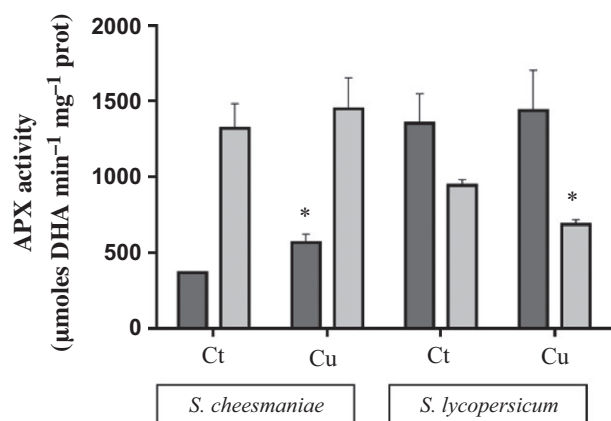 APX activity
(μmoles DHA min⁻¹ mg⁻¹ prot)
2000
1500
1000
500
0
*
*
Ct
Cu
Ct
Cu
S. cheesmaniae
S. lycopersicum